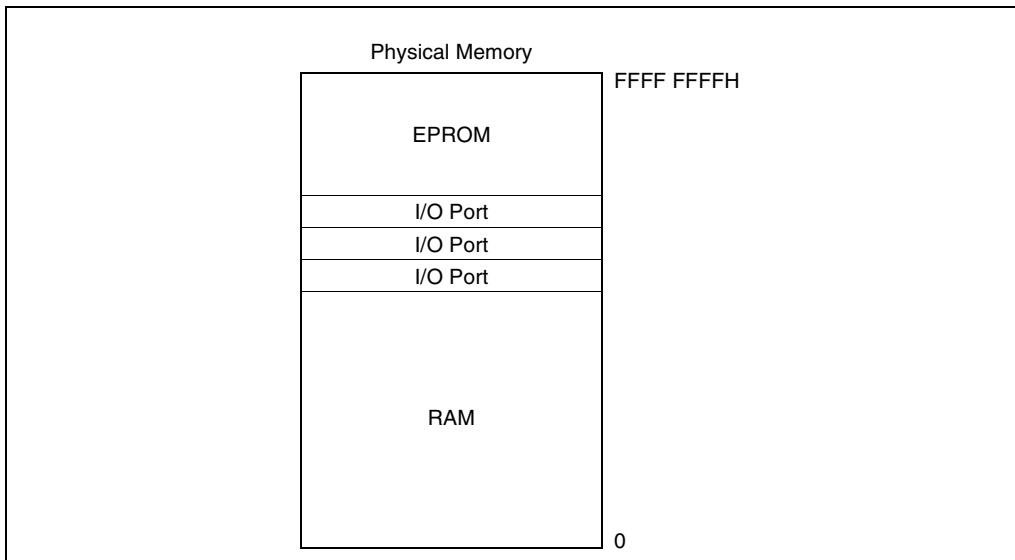 Physical Memory
FFFF FFFFH
EPROM
I/O Port
I/O Port
I/O Port
RAM
0